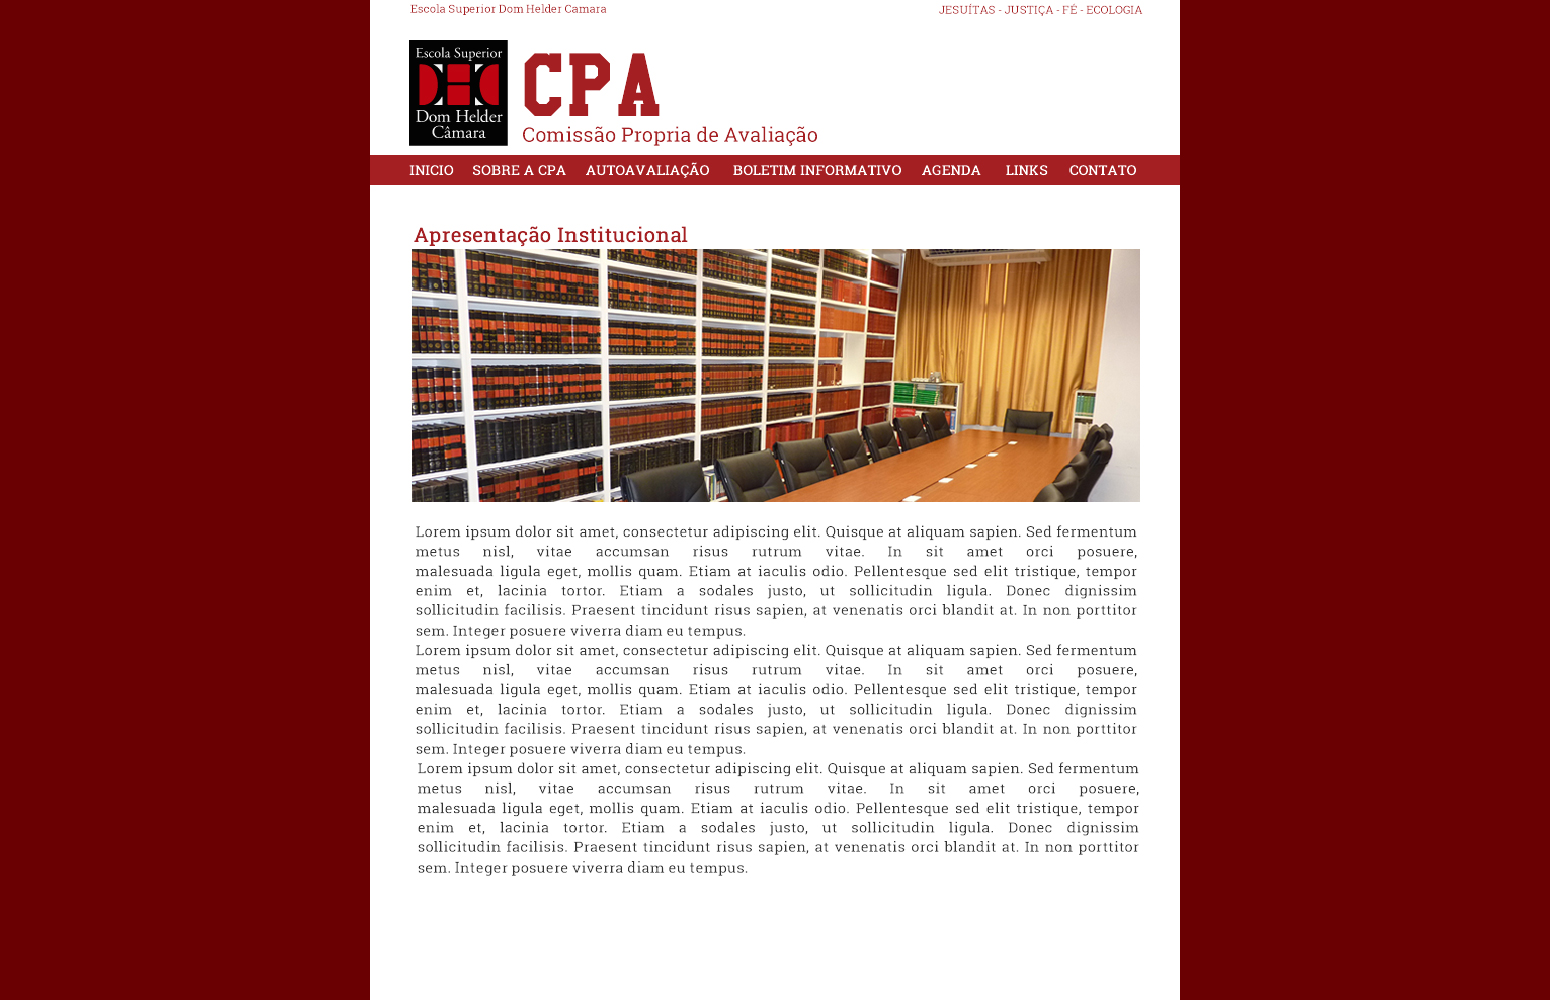 Escola Superior Dom Helder Camara
JESUÍTAS - JUSTIÇA - FÉ - ECOLOGIA
Escola Superior
Dom Helder
Câmara
CPA
Comissão Propria de Avaliação
INICIO SOBRE A CPA AUTOAVALIAÇÃO BOLETIM INFORMATIVO AGENDA LINKS CONTATO
Apresentação Institucional
Lorem ipsum dolor sit amet, consectetur adipiscing elit. Quisque at aliquam sapien. Sed fermentum
metus nisl, vitae accumsan risus rutrum vitae. In sit amet orci posuere,
malesuada ligula eget, mollis quam. Etiam at iaculis odio. Pellentesque sed elit tristique, tempor
enim et, lacinia tortor. Etiam a sodales justo, ut sollicitudin ligula. Donec dignissim
sollicitudin facilisis. Praesent tincidunt risus sapien, at venenatis orci blandit at. In non porttitor
sem. Integer posuere viverra diam eu tempus.
Lorem ipsum dolor sit amet, consectetur adipiscing elit. Quisque at aliquam sapien. Sed fermentum
metus nisl, vitae accumsan risus rutrum vitae. In sit amet orci posuere,
malesuada ligula eget, mollis quam. Etiam at iaculis odio. Pellentesque sed elit tristique, tempor
enim et, lacinia tortor. Etiam a sodales justo, ut sollicitudin ligula. Donec dignissim
sollicitudin facilisis. Praesent tincidunt risus sapien, at venenatis orci blandit at. In non porttitor
sem. Integer posuere viverra diam eu tempus.
Lorem ipsum dolor sit amet, consectetur adipiscing elit. Quisque at aliquam sapien. Sed fermentum
metus nisl, vitae accumsan risus rutrum vitae. In sit amet orci posuere,
malesuada ligula eget, mollis quam. Etiam at iaculis odio. Pellentesque sed elit tristique, tempor
enim et, lacinia tortor. Etiam a sodales justo, ut sollicitudin ligula. Donec dignissim
sollicitudin facilisis. Praesent tincidunt risus sapien, at venenatis orci blandit at. In non porttitor
sem. Integer posuere viverra diam eu tempus.